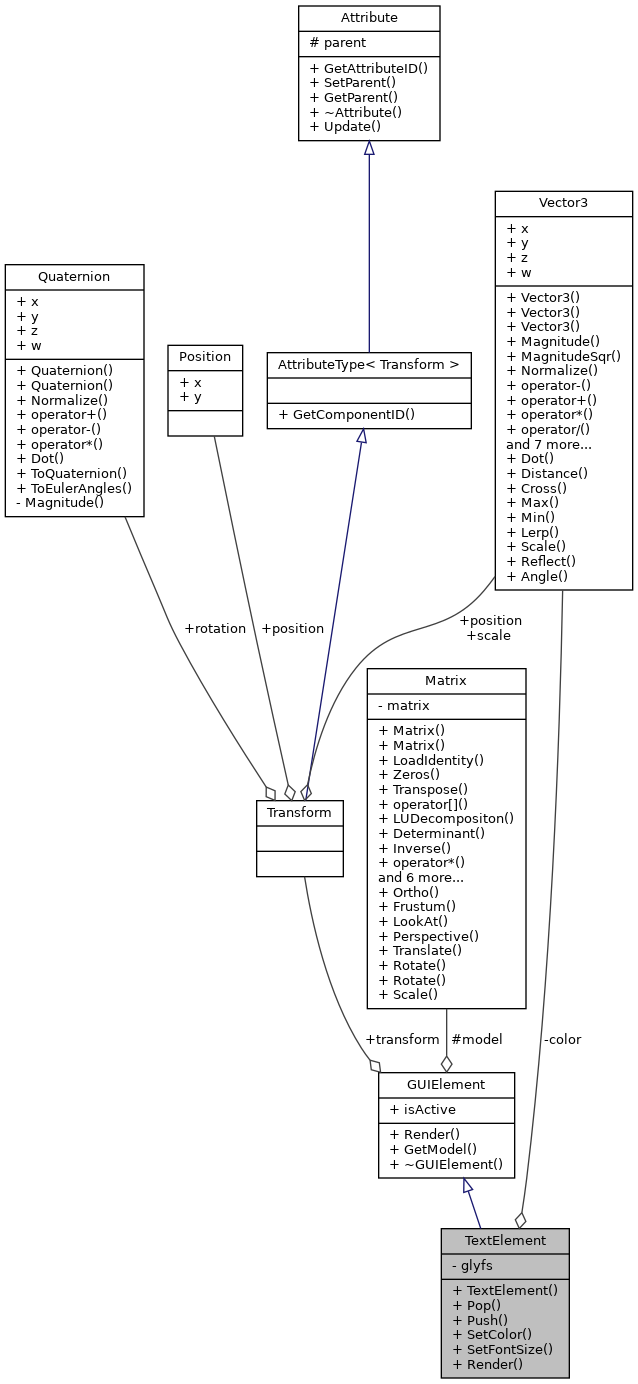 Attribute
# parent
+ GetAttributeID()
+ SetParent()
+ GetParent()
+ ~Attribute()
+ Update()
Vector3
+ x
+ y
+ z
+ w
+ Vector3()
+ Vector3()
+ Vector3()
+ Magnitude()
+ MagnitudeSqr()
+ Normalize()
+ operator-()
+ operator+()
+ operator*()
+ operator/()
and 7 more...
+ Dot()
+ Distance()
+ Cross()
+ Max()
+ Min()
+ Lerp()
+ Scale()
+ Reflect()
+ Angle()
Quaternion
+ x
+ y
+ z
+ w
+ Quaternion()
+ Quaternion()
+ Normalize()
+ operator+()
+ operator-()
+ operator*()
+ Dot()
+ ToQuaternion()
+ ToEulerAngles()
- Magnitude()
Position
+ x
+ y
AttributeType< Transform >
+ GetComponentID()
+rotation
+position
+position
+scale
Matrix
- matrix
+ Matrix()
+ Matrix()
+ LoadIdentity()
+ Zeros()
+ Transpose()
+ operator[]()
+ LUDecompositon()
+ Determinant()
+ Inverse()
+ operator*()
and 6 more...
+ Ortho()
+ Frustum()
+ LookAt()
+ Perspective()
+ Translate()
+ Rotate()
+ Rotate()
+ Scale()
Transform
+transform
#model
-color
GUIElement
+ isActive
+ Render()
+ GetModel()
+ ~GUIElement()
TextElement
- glyfs
+ TextElement()
+ Pop()
+ Push()
+ SetColor()
+ SetFontSize()
+ Render()